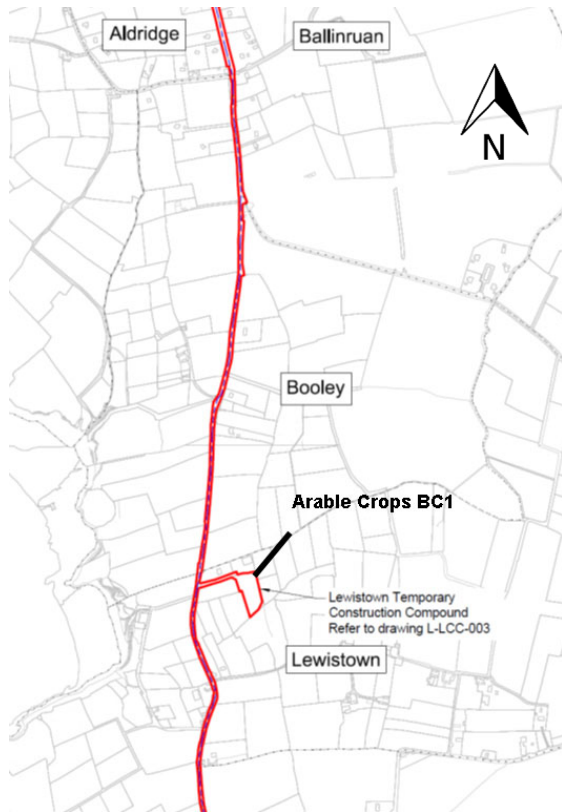 Aldridge
Ballinruan
N
Booley
Arable Crops BC1
Lewistown Temporary
Construction Compound
Refer to drawing L-LCC-003
Lewistown